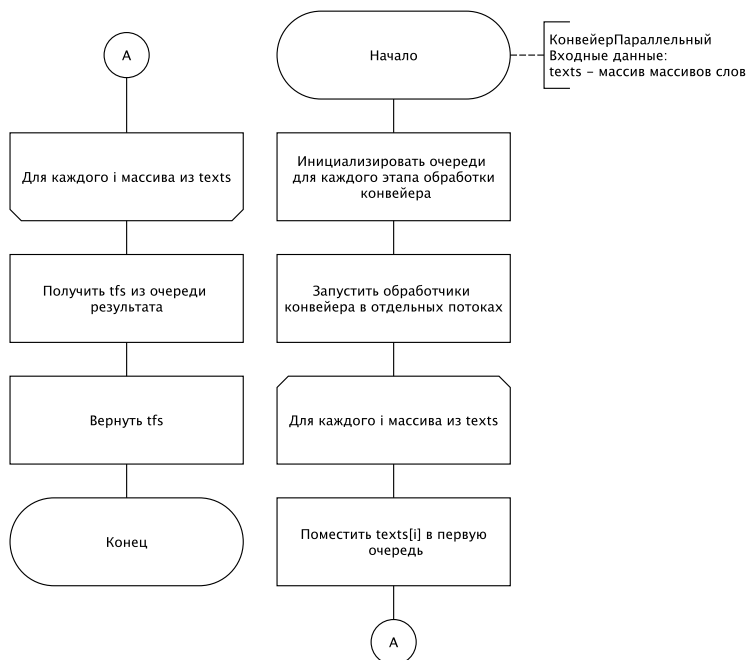 A
Для каждого i массива из texts
Получить tfs из очереди
результата
Вернуть tfs
Конец
Начало
КонвейерПараллельный
Входные данные:
texts – массив массивов слов
Инициализировать очереди
для каждого этапа обработки
конвейера
Запустить обработчики
конвейера в отдельных потоках
Для каждого i массива из texts
Поместить texts[i] в первую
очередь
A